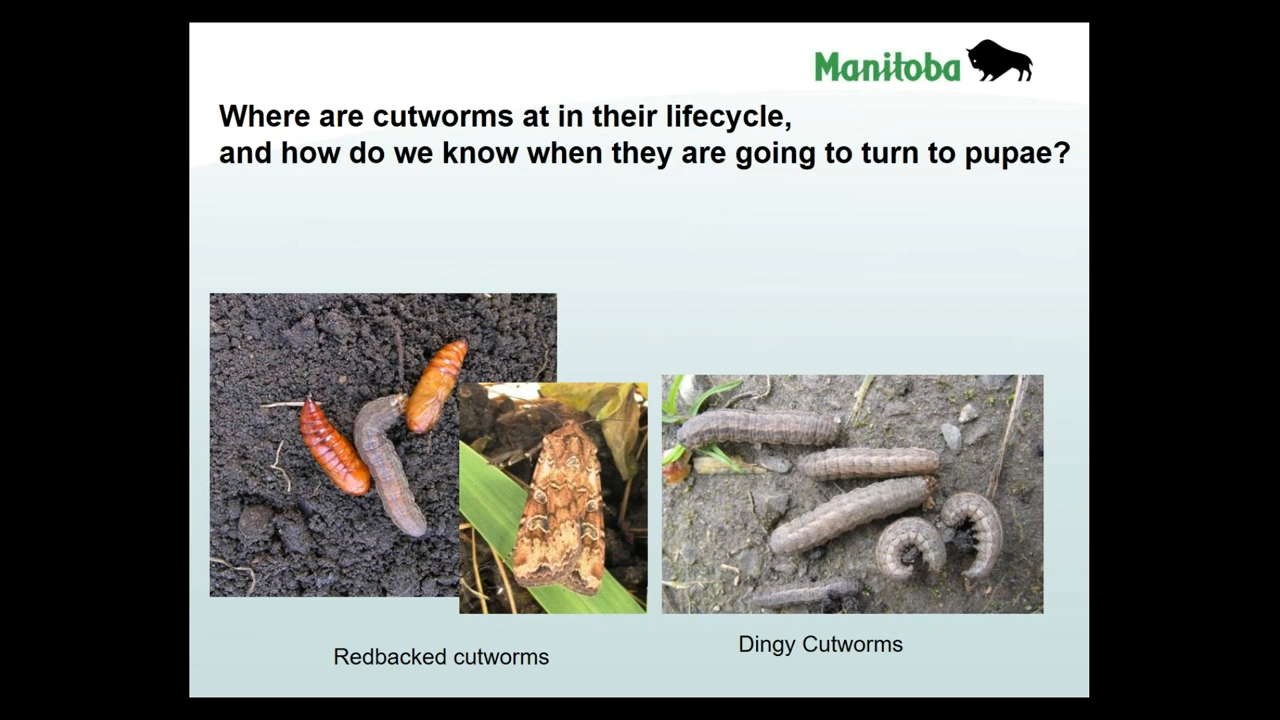 Manitoba
Where are cutworms at in their lifecycle,
and how do we know when they are going to turn to pupae?
Redbacked cutworms
Dingy Cutworms